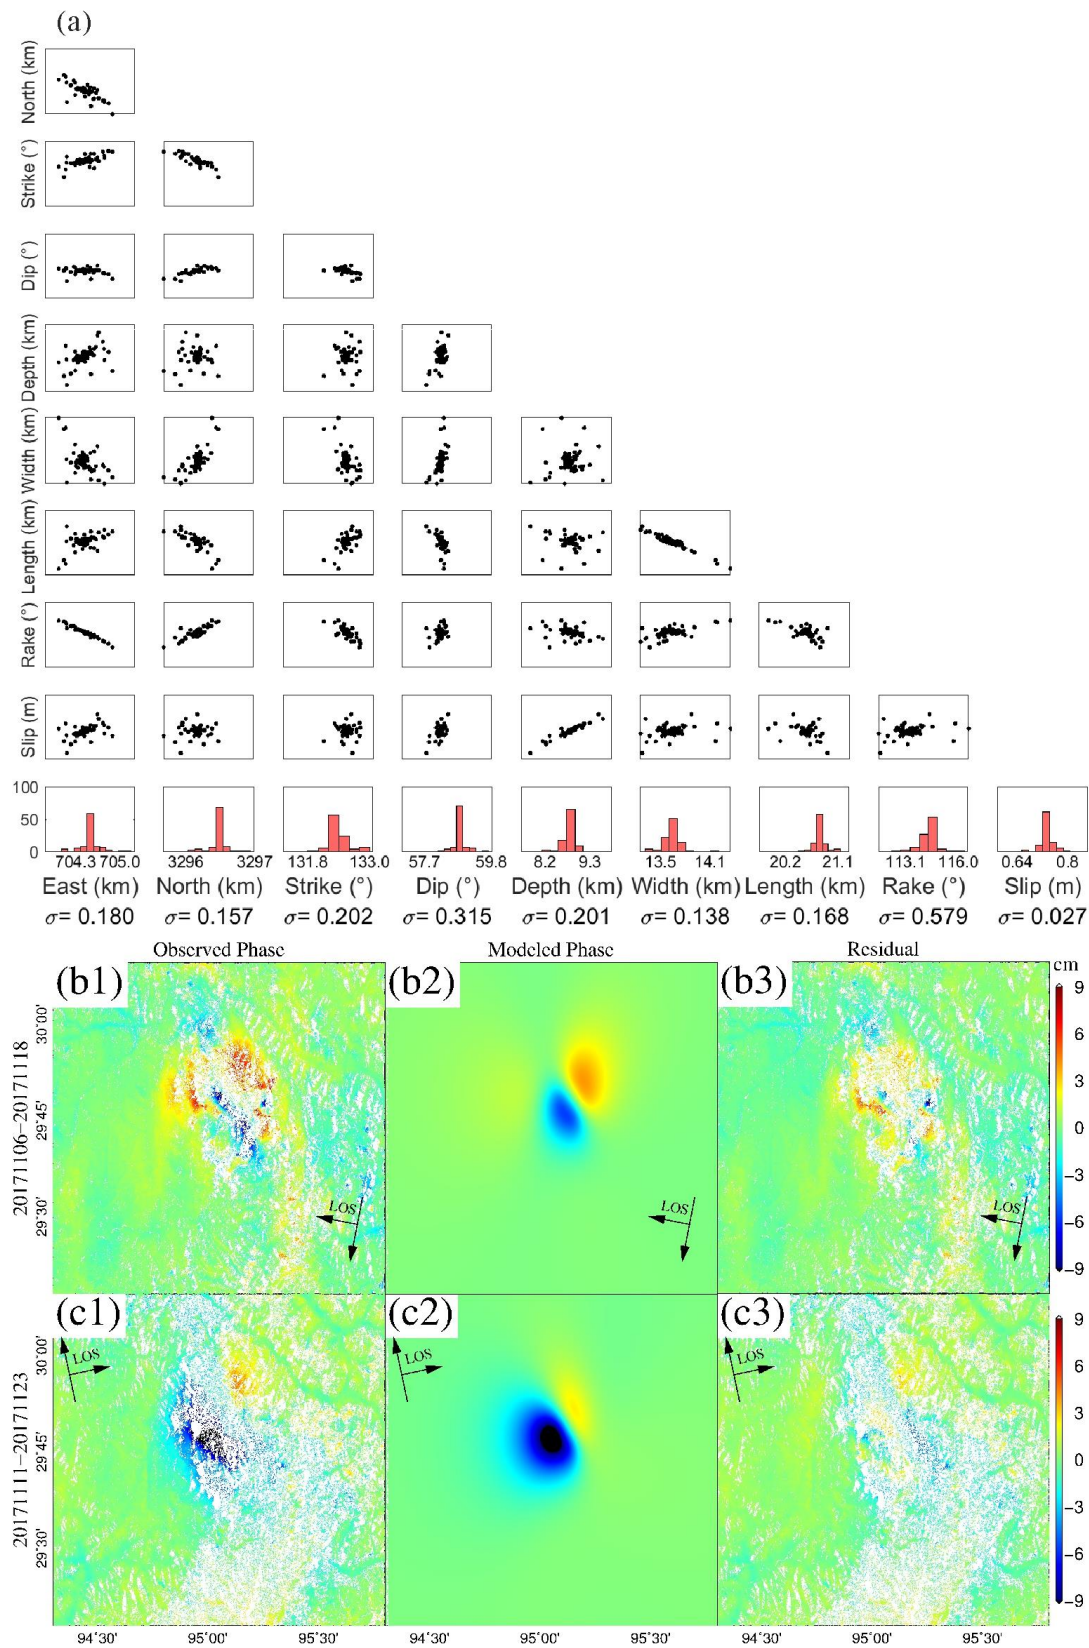 (a)
North (km)
Strike (°)
Dip (°)
Depth (km)
Width (km)
Length (km)
Rake (°)
Slip (m)
100
50
0
704.3 705.0 3296 3297 131.8 133.0 57.7 59.8 8.2 9.3 13.5 14.1 20.2 21.1 113.1 116.0 0.64 0.8
East (km) North (km) Strike (°) Dip (°) Depth (km) Width (km) Length (km) Rake (°) Slip (m)
σ= 0.180 σ= 0.157 σ= 0.202 σ= 0.315 σ= 0.201 σ= 0.138 σ= 0.168 σ= 0.579 σ= 0.027
Observed Phase Modeled Phase Residual
cm
(b1) (b2) (b3)
20171106−20171118
30°00'
29°45'
29°30'
LOS LOS LOS
9
6
3
0
−3
−6
−9
(c1) (c2) (c3)
20171111−20171123
30°00'
29°45'
29°30'
LOS LOS LOS
9
6
3
0
−3
−6
−9
94°30' 95°00' 95°30' 94°30' 95°00' 95°30' 94°30' 95°00' 95°30'